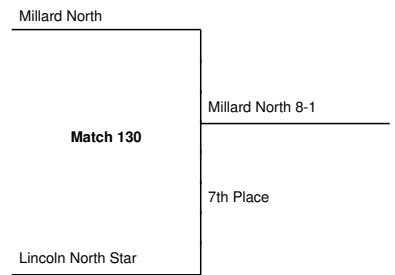 Millard North
Millard North 8-1
Match 130
7th Place
Lincoln North Star